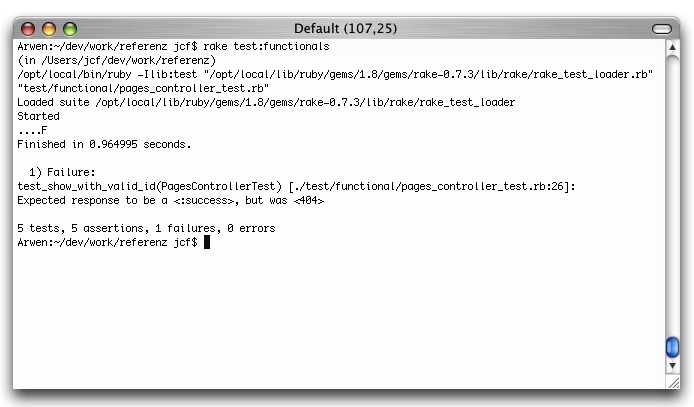 Default (107,25)
Arwen:~/dev/work/referenz jcf$ rake test:functionals
(in /Users/jcf/dev/work/referenz)
/opt/local/bin/ruby -Ilib:test "/opt/local/lib/ruby/gems/1.8/gems/rake-0.7.3/lib/rake/rake_test_loader.rb"
"test/functional/pages_controller_test.rb"
Loaded suite /opt/local/lib/ruby/gems/1.8/gems/rake-0.7.3/lib/rake/rake_test_loader
Started
....F
Finished in 0.964995 seconds.
1) Failure:
test_show_with_valid_id(PagesControllerTest) [./test/functional/pages_controller_test.rb:26]:
Expected response to be a <:success>, but was <404>
5 tests, 5 assertions, 1 failures, 0 errors
Arwen:~/dev/work/referenz jcf$